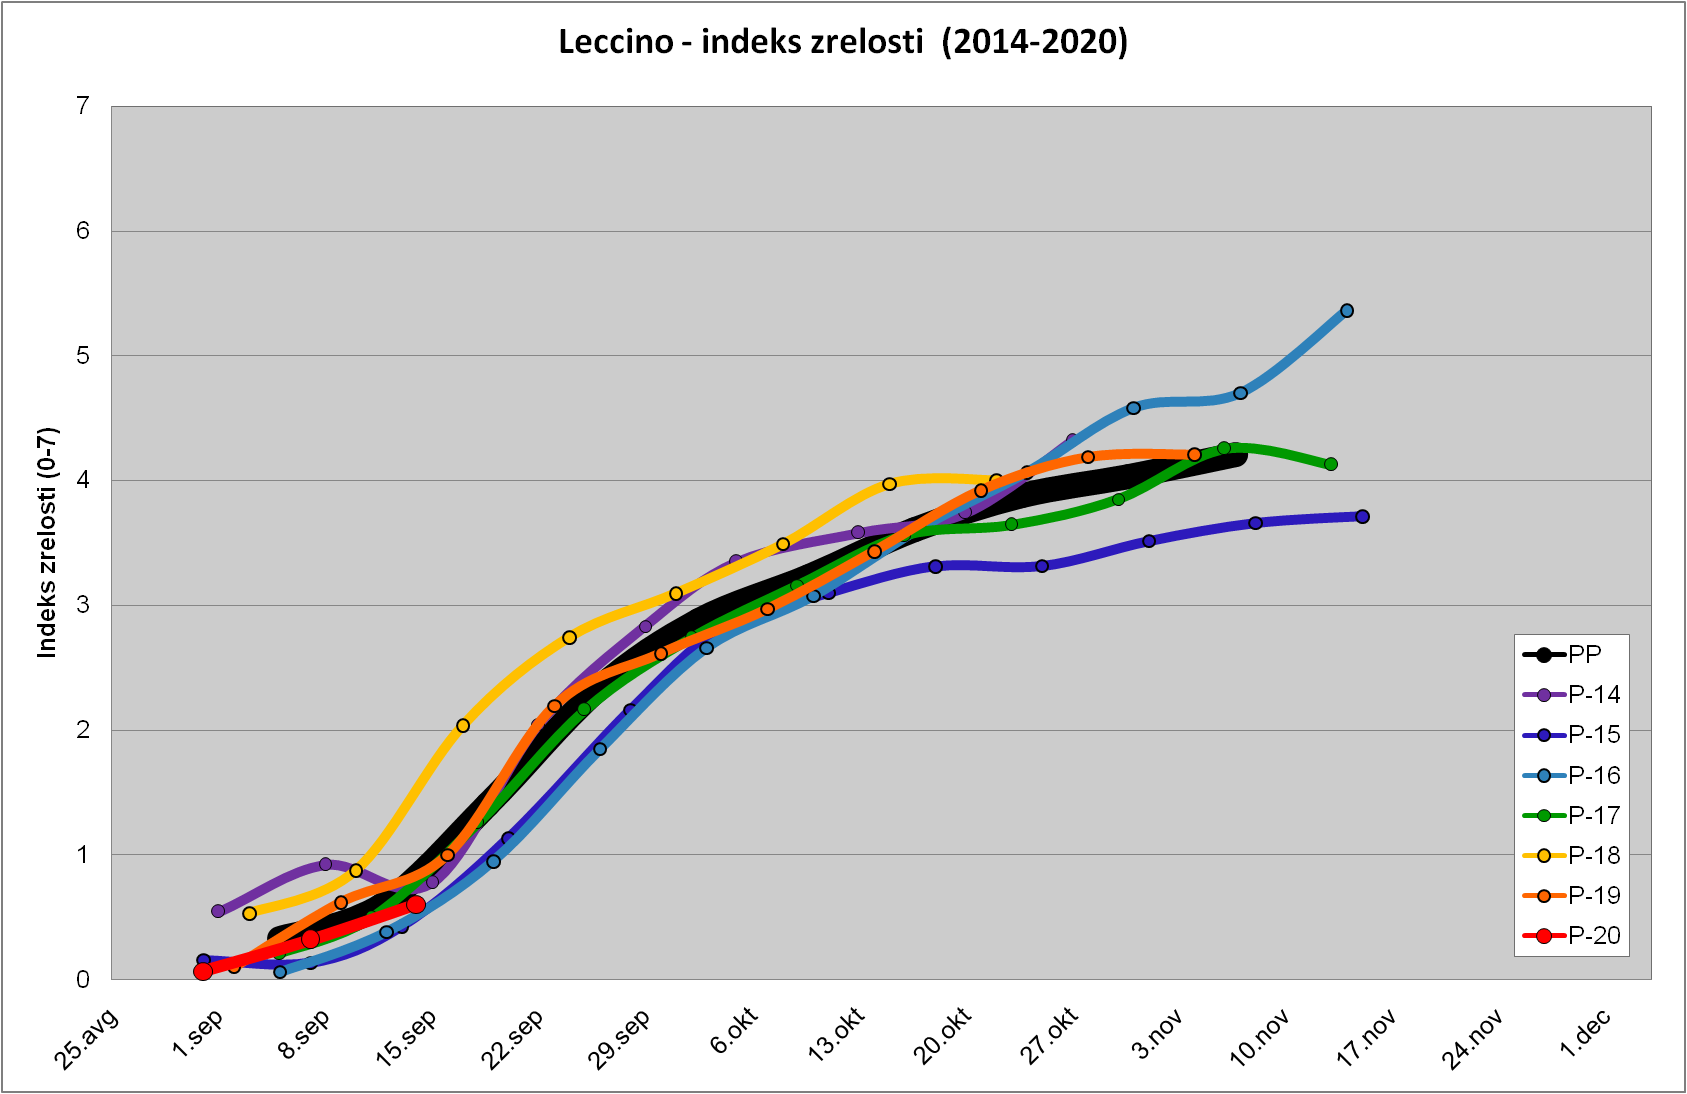 Leccino - indeks zrelosti  (2014-2020)
Indeks zrelosti (0-7)
7
6
5
4
3
2
1
0
25.avg
1.sep
8.sep
15.sep
22.sep
29.sep
6.okt
13.okt
20.okt
27.okt
3.nov
10.nov
17.nov
24.nov
1.dec
PP
P-14
P-15
P-16
P-17
P-18
P-19
P-20